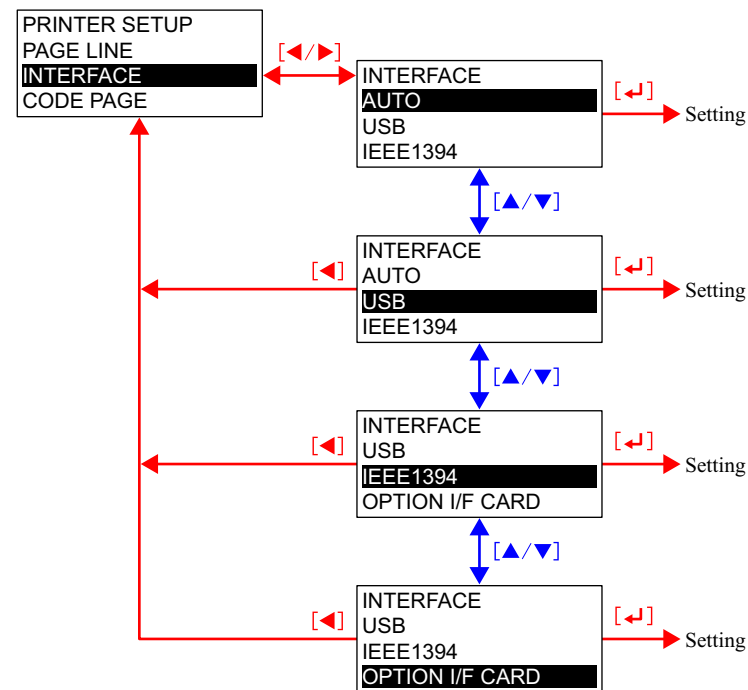 PRINTER SETUP
PAGE LINE
INTERFACE
CODE PAGE
[◀/▶]
INTERFACE
AUTO
USB
IEEE1394
[↵]
Setting
[▲/▼]
[◀]
INTERFACE
AUTO
USB
IEEE1394
[↵]
Setting
[▲/▼]
[◀]
INTERFACE
USB
IEEE1394
OPTION I/F CARD
[↵]
Setting
[▲/▼]
[◀]
INTERFACE
USB
IEEE1394
OPTION I/F CARD
[↵]
Setting